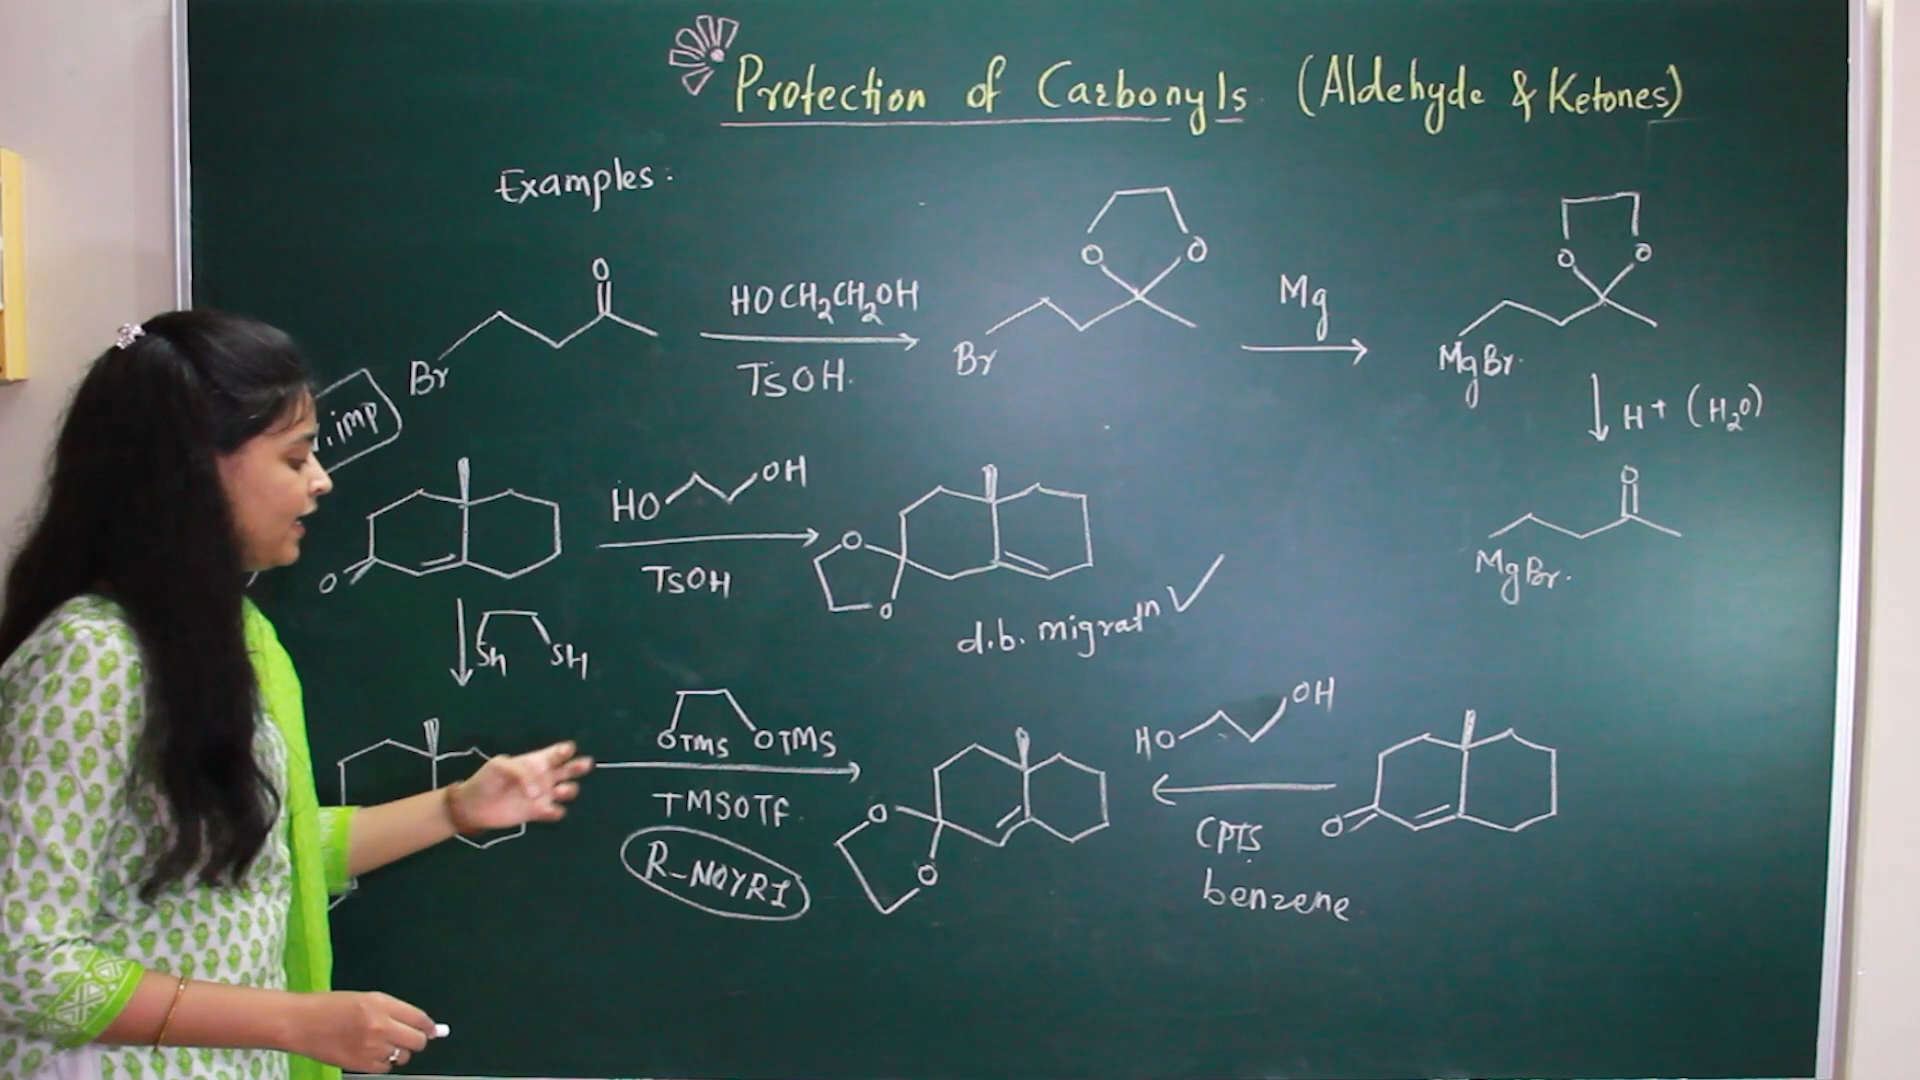 Protection of Carbonyls (Aldehyde & Ketones)
Examples.
O
Br
HOCH2CH2OH
TsOH.
O O
Br
Mg
O O
MgBr.
H+ (H2O)
O
MgBr.
imp
O
HO OH
TSOH
O
O
d.b. migratn ✓
SH SH
OTMS OTMS
TMSOTF
R-NOYRI
O
O
HO OH
CPTS
benzene
O